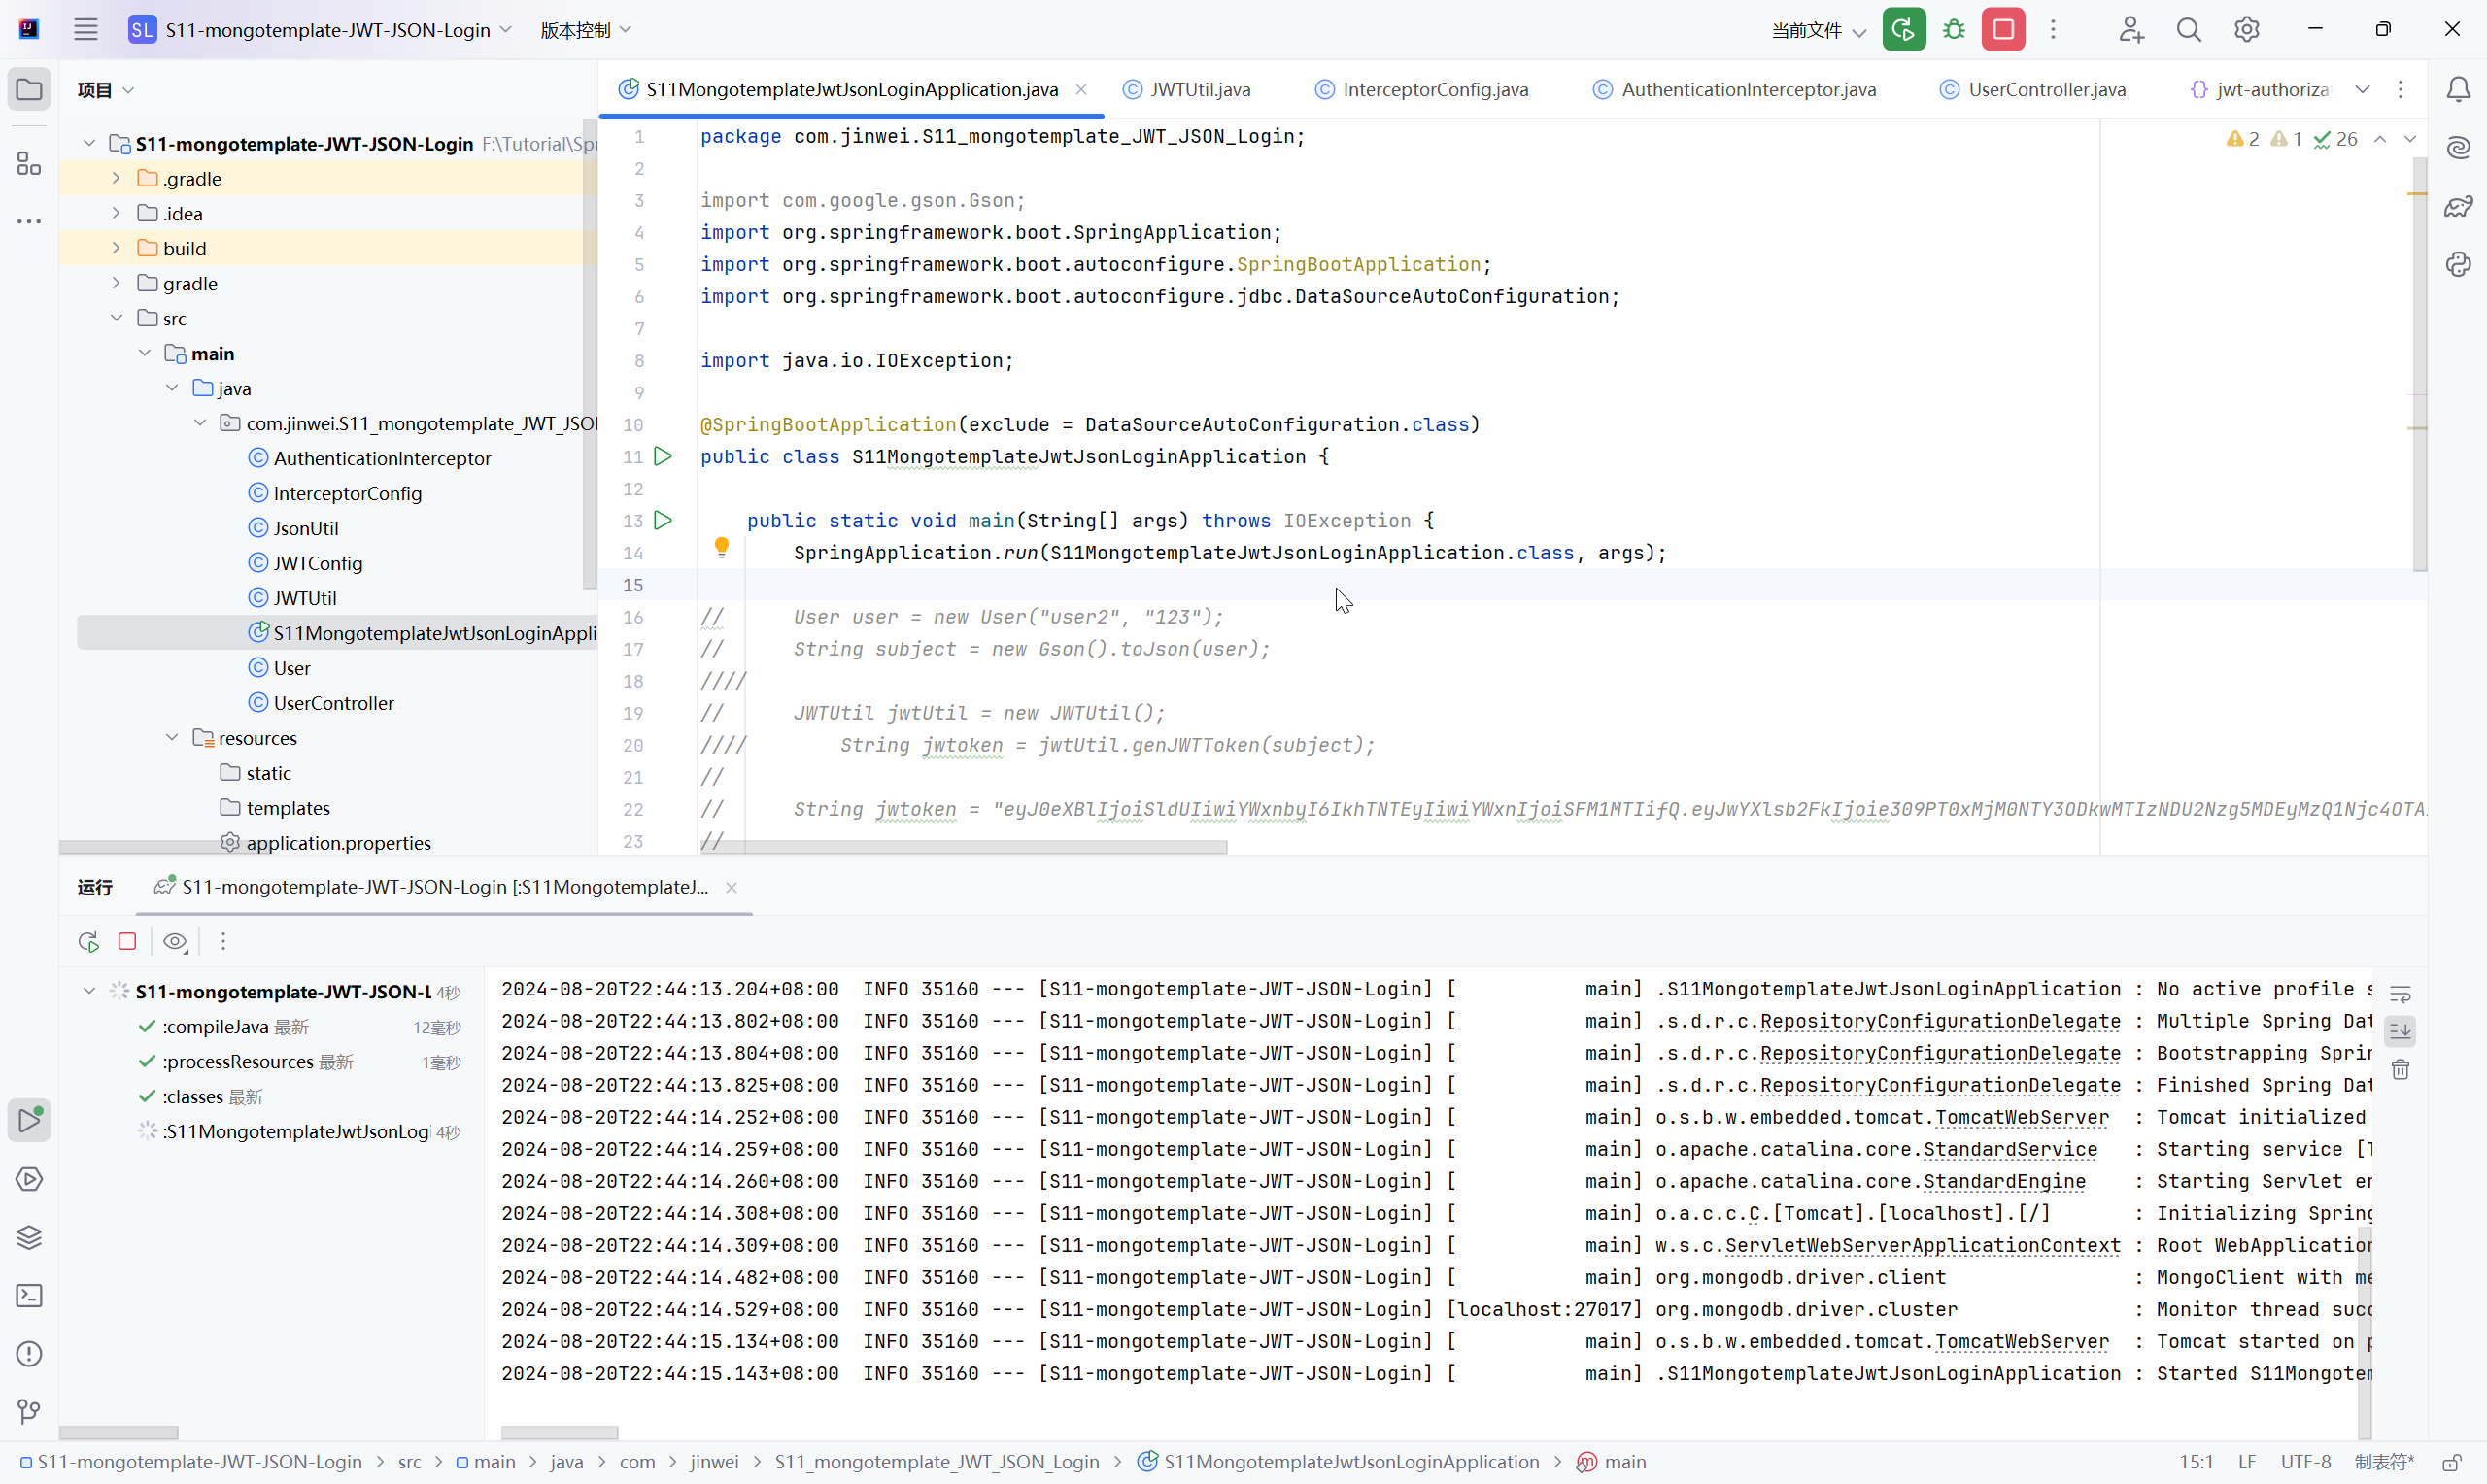 SL S11-mongotemplate-JWT-JSON-Login 版本控制 当前文件
项目
S11MongotemplateJwtJsonLoginApplication.java JWTUtil.java InterceptorConfig.java AuthenticationInterceptor.java UserController.java jwt-authoriza
S11-mongotemplate-JWT-JSON-Login F:\Tutorial\Sp
.gradle
.idea
build
gradle
src
main
java
com.jinwei.S11_mongotemplate_JWT_JSO
AuthenticationInterceptor
InterceptorConfig
JsonUtil
JWTConfig
JWTUtil
S11MongotemplateJwtJsonLoginAppli
User
UserController
resources
static
templates
application.properties
2 1 26
1 package com.jinwei.S11_mongotemplate_JWT_JSON_Login;
2
3 import com.google.gson.Gson;
4 import org.springframework.boot.SpringApplication;
5 import org.springframework.boot.autoconfigure.SpringBootApplication;
6 import org.springframework.boot.autoconfigure.jdbc.DataSourceAutoConfiguration;
7
8 import java.io.IOException;
9
10 @SpringBootApplication(exclude = DataSourceAutoConfiguration.class)
11 public class S11MongotemplateJwtJsonLoginApplication {
12
13 public static void main(String[] args) throws IOException {
14 SpringApplication.run(S11MongotemplateJwtJsonLoginApplication.class, args);
15
16 // User user = new User("user2", "123");
17 // String subject = new Gson().toJson(user);
18 ////
19 // JWTUtil jwtUtil = new JWTUtil();
20 //// String jwtoken = jwtUtil.genJWTToken(subject);
21 //
22 // String jwtoken = "eyJ0eXBlIjoiSldUIiwiYWxnbyI6IkhTNTEyIiwiYWxnIjoiSFM1MTIifQ.eyJwYXlsb2FkIjoie309PT0xMjM0NTY3ODkwMTIzNDU2Nzg5MDEyMzQ1Njc4OTA
23 //
运行 S11-mongotemplate-JWT-JSON-Login [:S11MongotemplateJ...
S11-mongotemplate-JWT-JSON-L 4秒
:compileJava 最新 12毫秒
:processResources 最新 1毫秒
:classes 最新
:S11MongotemplateJwtJsonLogi 4秒
2024-08-20T22:44:13.204+08:00 INFO 35160 --- [S11-mongotemplate-JWT-JSON-Login] [ main] .S11MongotemplateJwtJsonLoginApplication : No active profile s
2024-08-20T22:44:13.802+08:00 INFO 35160 --- [S11-mongotemplate-JWT-JSON-Login] [ main] .s.d.r.c.RepositoryConfigurationDelegate : Multiple Spring Dat
2024-08-20T22:44:13.804+08:00 INFO 35160 --- [S11-mongotemplate-JWT-JSON-Login] [ main] .s.d.r.c.RepositoryConfigurationDelegate : Bootstrapping Sprin
2024-08-20T22:44:13.825+08:00 INFO 35160 --- [S11-mongotemplate-JWT-JSON-Login] [ main] .s.d.r.c.RepositoryConfigurationDelegate : Finished Spring Dat
2024-08-20T22:44:14.252+08:00 INFO 35160 --- [S11-mongotemplate-JWT-JSON-Login] [ main] o.s.b.w.embedded.tomcat.TomcatWebServer : Tomcat initialized
2024-08-20T22:44:14.259+08:00 INFO 35160 --- [S11-mongotemplate-JWT-JSON-Login] [ main] o.apache.catalina.core.StandardService : Starting service [T
2024-08-20T22:44:14.260+08:00 INFO 35160 --- [S11-mongotemplate-JWT-JSON-Login] [ main] o.apache.catalina.core.StandardEngine : Starting Servlet en
2024-08-20T22:44:14.308+08:00 INFO 35160 --- [S11-mongotemplate-JWT-JSON-Login] [ main] o.a.c.c.C.[Tomcat].[localhost].[/] : Initializing Spring
2024-08-20T22:44:14.309+08:00 INFO 35160 --- [S11-mongotemplate-JWT-JSON-Login] [ main] w.s.c.ServletWebServerApplicationContext : Root WebApplication
2024-08-20T22:44:14.482+08:00 INFO 35160 --- [S11-mongotemplate-JWT-JSON-Login] [ main] org.mongodb.driver.client : MongoClient with me
2024-08-20T22:44:14.529+08:00 INFO 35160 --- [S11-mongotemplate-JWT-JSON-Login] [localhost:27017] org.mongodb.driver.cluster : Monitor thread succ
2024-08-20T22:44:15.134+08:00 INFO 35160 --- [S11-mongotemplate-JWT-JSON-Login] [ main] o.s.b.w.embedded.tomcat.TomcatWebServer : Tomcat started on p
2024-08-20T22:44:15.143+08:00 INFO 35160 --- [S11-mongotemplate-JWT-JSON-Login] [ main] .S11MongotemplateJwtJsonLoginApplication : Started S11Mongotem
S11-mongotemplate-JWT-JSON-Login > src > main > java > com > jinwei > S11_mongotemplate_JWT_JSON_Login > S11MongotemplateJwtJsonLoginApplication > main 15:1 LF UTF-8 制表符*